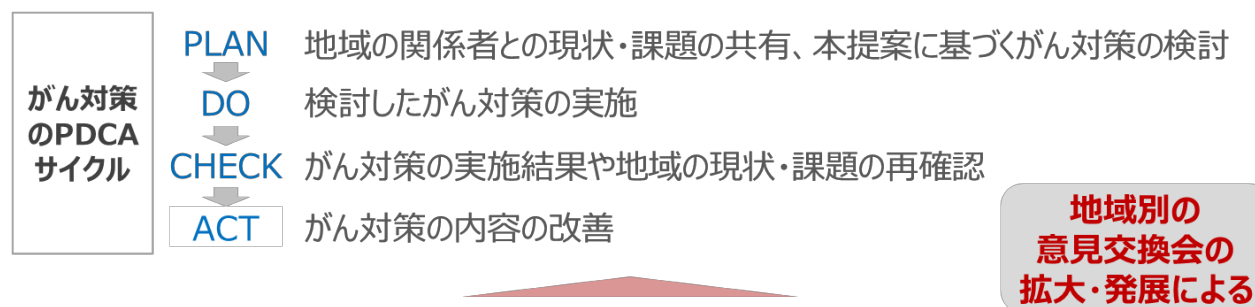 がん対策
のPDCA
サイクル
PLAN 地域の関係者との現状・課題の共有、本提案に基づくがん対策の検討
DO 検討したがん対策の実施
CHECK がん対策の実施結果や地域の現状・課題の再確認
ACT がん対策の内容の改善
地域別の
意見交換会の
拡大・発展による